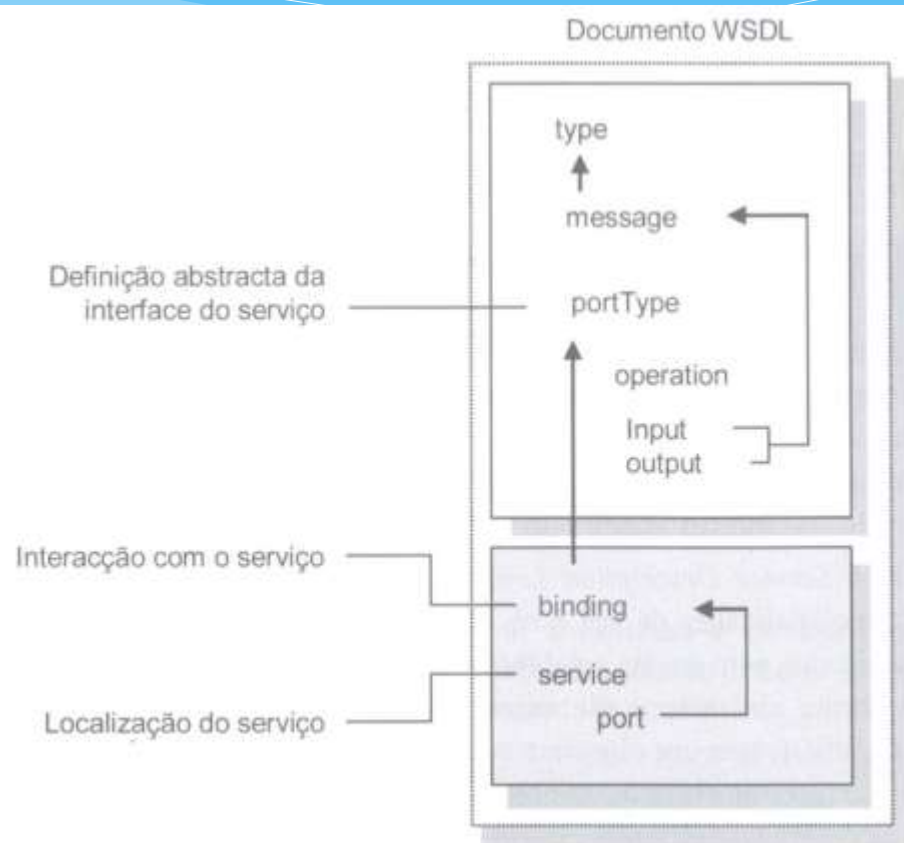 Documento WSDL
type
message
Definição abstracta da
interface do serviço
portType
operation
Input
output
Interacção com o serviço
binding
service
Localização do serviço
port